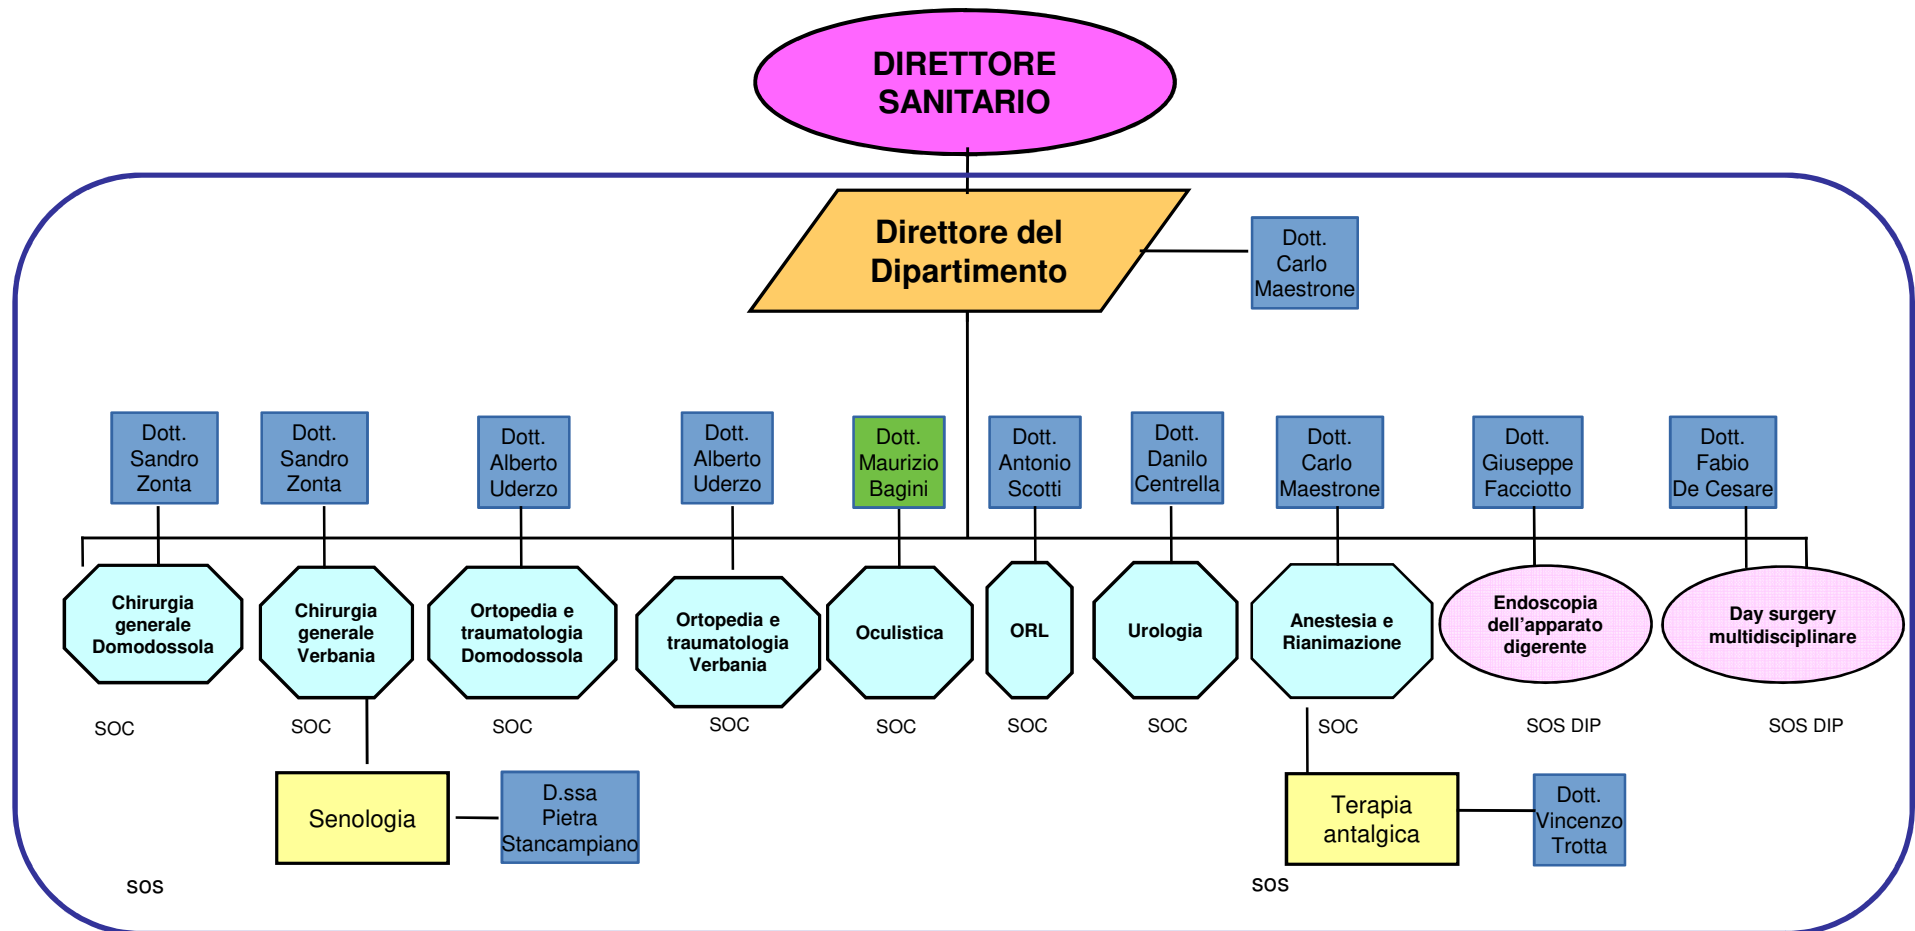 DIRETTORE
SANITARIO
Direttore del
Dipartimento
Dott.
Carlo
Maestrone
Dott.
Sandro
Zonta
Dott.
Sandro
Zonta
Dott.
Alberto
Uderzo
Dott.
Alberto
Uderzo
Dott.
Maurizio
Bagini
Dott.
Antonio
Scotti
Dott.
Danilo
Centrella
Dott.
Carlo
Maestrone
Dott.
Giuseppe
Facciotto
Dott.
Fabio
De Cesare
Chirurgia
generale
Domodossola
Chirurgia
generale
Verbania
Ortopedia e
traumatologia
Domodossola
Ortopedia e
traumatologia
Verbania
Oculistica
ORL
Urologia
Anestesia e
Rianimazione
Endoscopia
dell'apparato
digerente
Day surgery
multidisciplinare
SOC
SOC
SOC
SOC
SOC
SOC
SOC
SOC
SOS DIP
SOS DIP
Senologia
D.ssa
Pietra
Stancampiano
Terapia
antalgica
Dott.
Vincenzo
Trotta
sos
sos